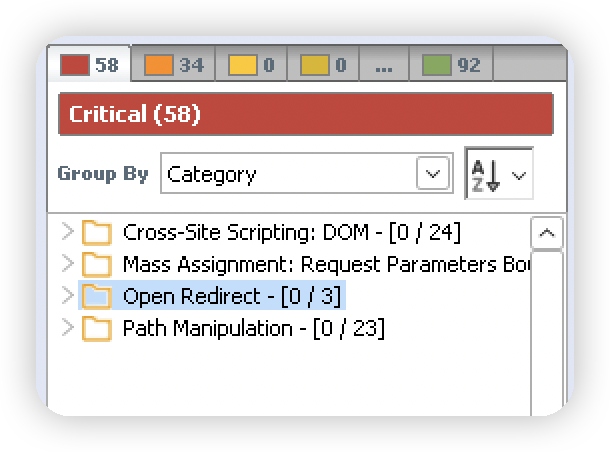 58 34 0 0 ... 92
Critical (58)
Group By Category A Z
Cross-Site Scripting: DOM - [0 / 24]
Mass Assignment: Request Parameters
Open Redirect - [0 / 3]
Path Manipulation - [0 / 23]